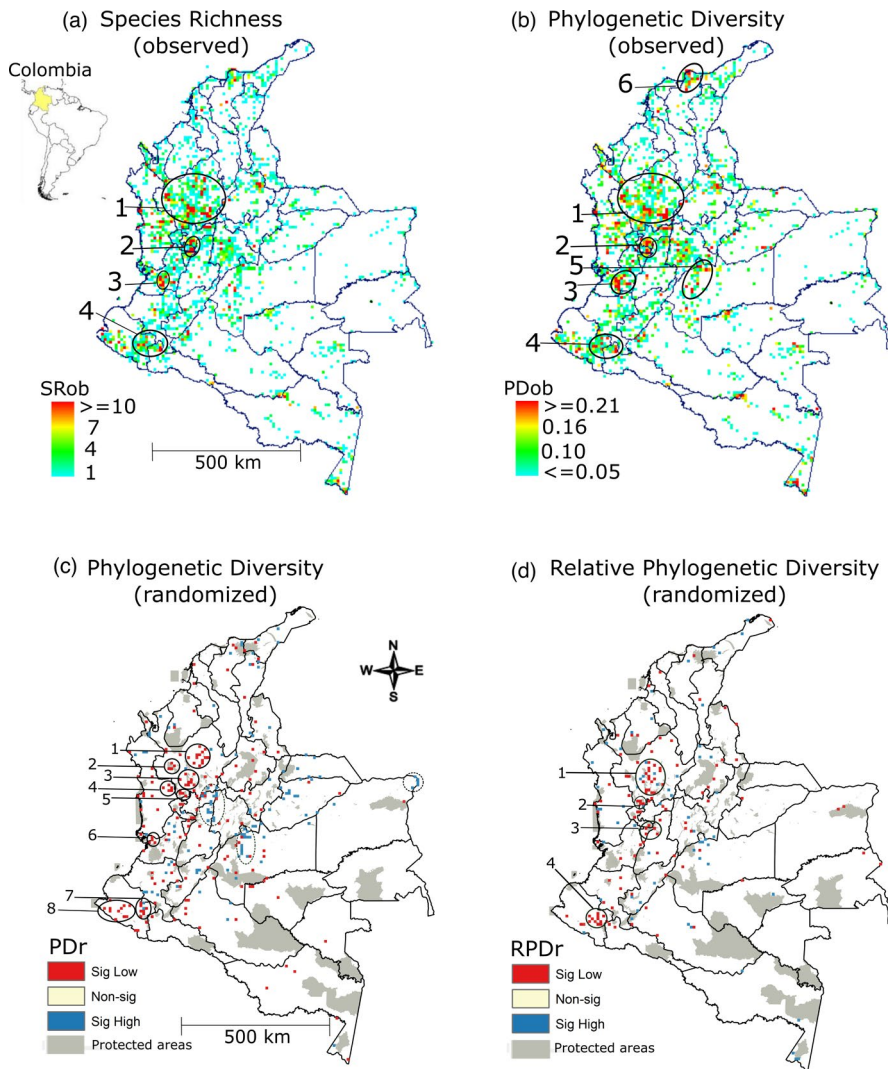 (a) Species Richness
(observed)
Colombia
1
2
3
4
SRob
>=10
7
4
1
500 km
(b) Phylogenetic Diversity
(observed)
6
1
2
5
3
4
PDob
>=0.21
0.16
0.10
<=0.05
(c) Phylogenetic Diversity
(randomized)
N
W E
S
1
2
3
4
5
6
7
8
PDr
Sig Low
Non-sig
Sig High
Protected areas
500 km
(d) Relative Phylogenetic Diversity
(randomized)
1
2
3
4
RPDr
Sig Low
Non-sig
Sig High
Protected areas